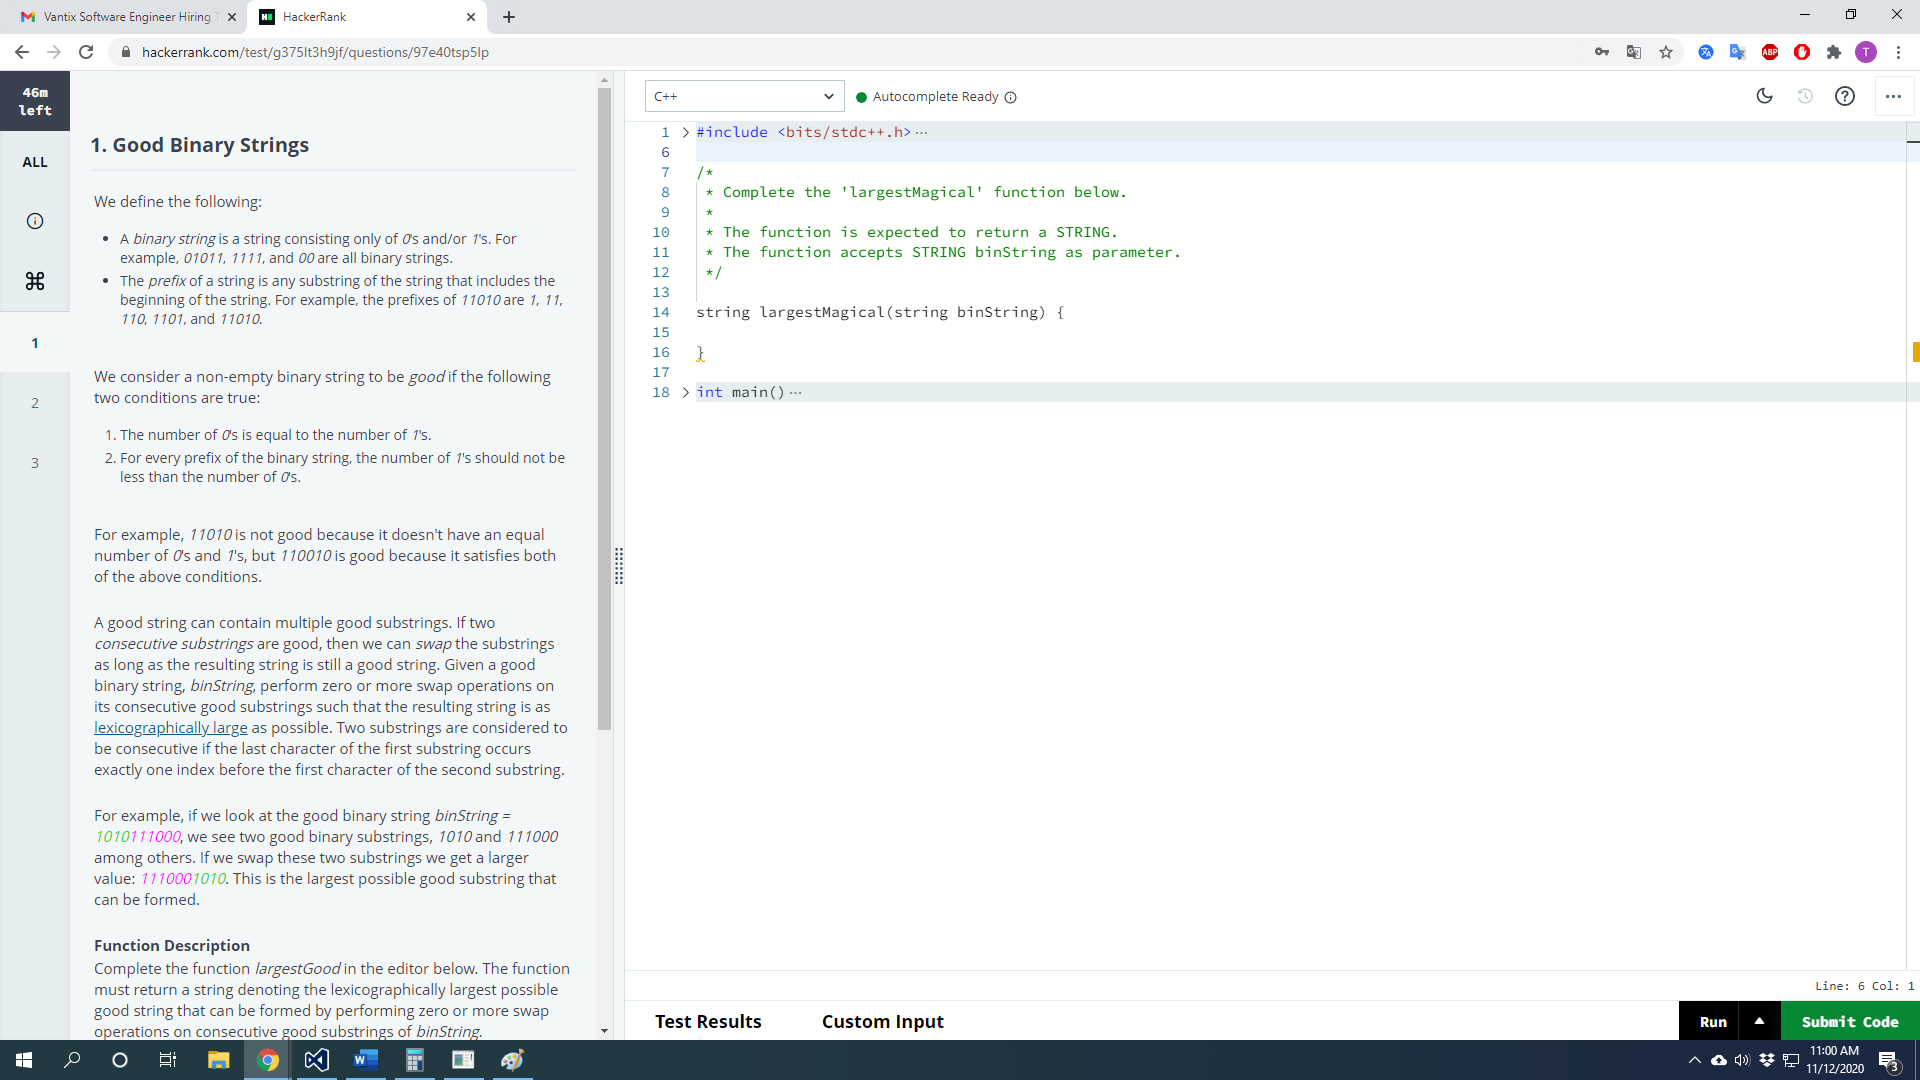 Vantix Software Engineer Hiring T
HackerRank
hackerrank.com/test/g375lt3h9jf/questions/97e40tsp5lp
ABP
T
46m
left
ALL
1
2
3
1. Good Binary Strings
We define the following:
• A binary string is a string consisting only of 0's and/or 1's. For
example, 01011, 1111, and 00 are all binary strings.
• The prefix of a string is any substring of the string that includes the
beginning of the string. For example, the prefixes of 11010 are 1, 11,
110, 1101, and 11010.
We consider a non-empty binary string to be good if the following
two conditions are true:
1. The number of 0's is equal to the number of 1's.
2. For every prefix of the binary string, the number of 1's should not be
less than the number of 0's.
For example, 11010 is not good because it doesn't have an equal
number of 0's and 1's, but 110010 is good because it satisfies both
of the above conditions.
A good string can contain multiple good substrings. If two
consecutive substrings are good, then we can swap the substrings
as long as the resulting string is still a good string. Given a good
binary string, binString, perform zero or more swap operations on
its consecutive good substrings such that the resulting string is as
lexicographically large as possible. Two substrings are considered to
be consecutive if the last character of the first substring occurs
exactly one index before the first character of the second substring.
For example, if we look at the good binary string binString =
1010111000, we see two good binary substrings, 1010 and 111000
among others. If we swap these two substrings we get a larger
value: 1110001010. This is the largest possible good substring that
can be formed.
Function Description
Complete the function largestGood in the editor below. The function
must return a string denoting the lexicographically largest possible
good string that can be formed by performing zero or more swap
operations on consecutive good substrings of binString.
C++
Autocomplete Ready
1 #include <bits/stdc++.h>···
6
7 /*
8 * Complete the 'largestMagical' function below.
9 *
10 * The function is expected to return a STRING.
11 * The function accepts STRING binString as parameter.
12 */
13
14 string largestMagical(string binString) {
15
16 }
17
18 int main()···
Line: 6 Col: 1
Test Results
Custom Input
Run
Submit Code
11:00 AM
11/12/2020
3